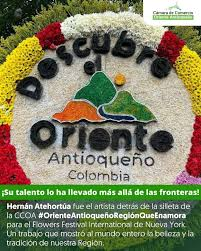 Cámara de Comercio
Oriente Antioqueño
Descubre
Oriente
Antioqueño
Colombia
¡Su talento lo ha llevado más allá de las fronteras!
Hernán Atehortúa fue el artista detrás de la silleta de
la CCOA #OrienteAntioqueñoRegiónQueEnamora
para el Flowers Festival International de Nueva York.
Un trabajo que mostró al mundo entero la belleza y la
tradición de nuestra Región.